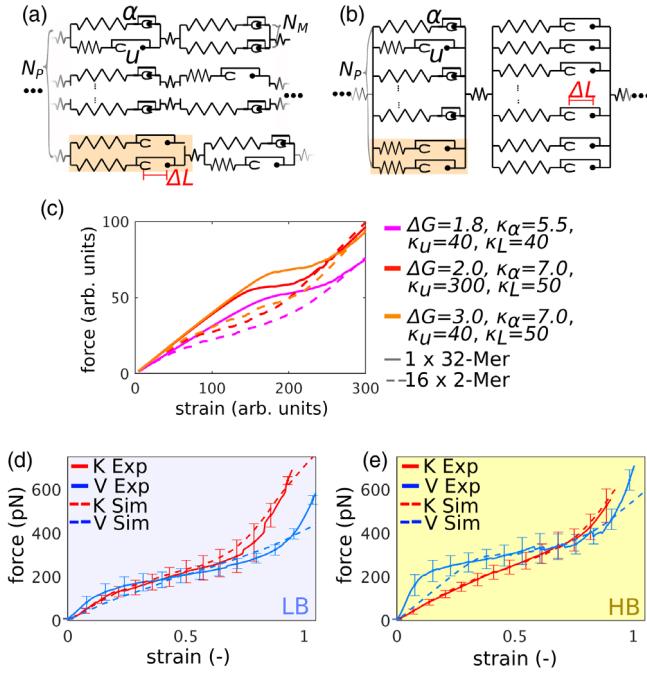 (a)
α
N_M
u
N_P
ΔL
(b)
α
u
N_P
ΔL
(c)
force (arb. units)
100
50
0
0
100
200
300
strain (arb. units)
ΔG=1.8, κ_α=5.5,
κ_u=40, κ_L=40
ΔG=2.0, κ_α=7.0,
κ_u=300, κ_L=50
ΔG=3.0, κ_α=7.0,
κ_u=40, κ_L=50
1 x 32-Mer
16 x 2-Mer
(d)
K Exp
V Exp
K Sim
V Sim
force (pN)
600
400
200
0
0
0.5
1
strain (-)
LB
(e)
K Exp
V Exp
K Sim
V Sim
force (pN)
600
400
200
0
0
0.5
1
strain (-)
HB